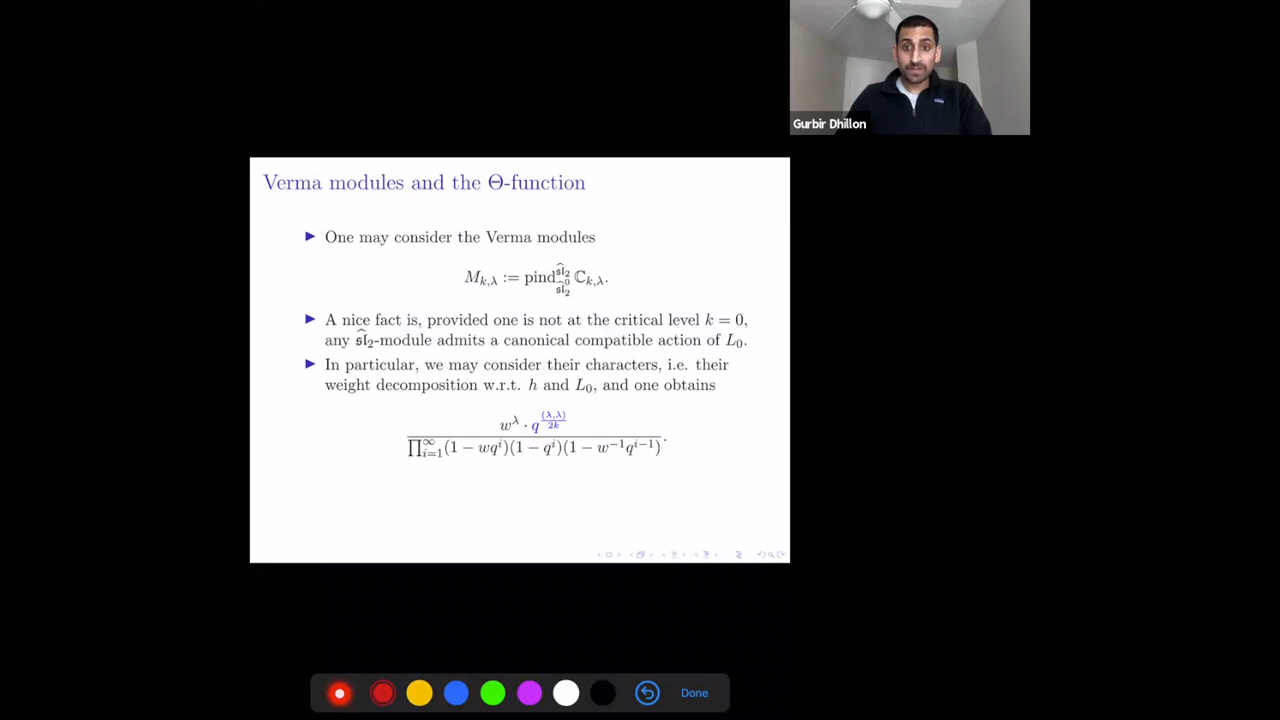 Gurbir Dhillon
Verma modules and the Θ-function
▶ One may consider the Verma modules
M_{k,λ} := pind_{\widehat{𝔰𝔩}_2^0}^{\widehat{𝔰𝔩}_2} ℂ_{k,λ}.
▶ A nice fact is, provided one is not at the critical level k = 0,
any \widehat{𝔰𝔩}_2-module admits a canonical compatible action of L_0.
▶ In particular, we may consider their characters, i.e. their
weight decomposition w.r.t. h and L_0, and one obtains
\frac{w^λ · q^{\frac{(λ,λ)}{2k}}}{∏_{i=1}^{∞}(1 − wq^i)(1 − q^i)(1 − w^{−1}q^{i−1})}.
Done